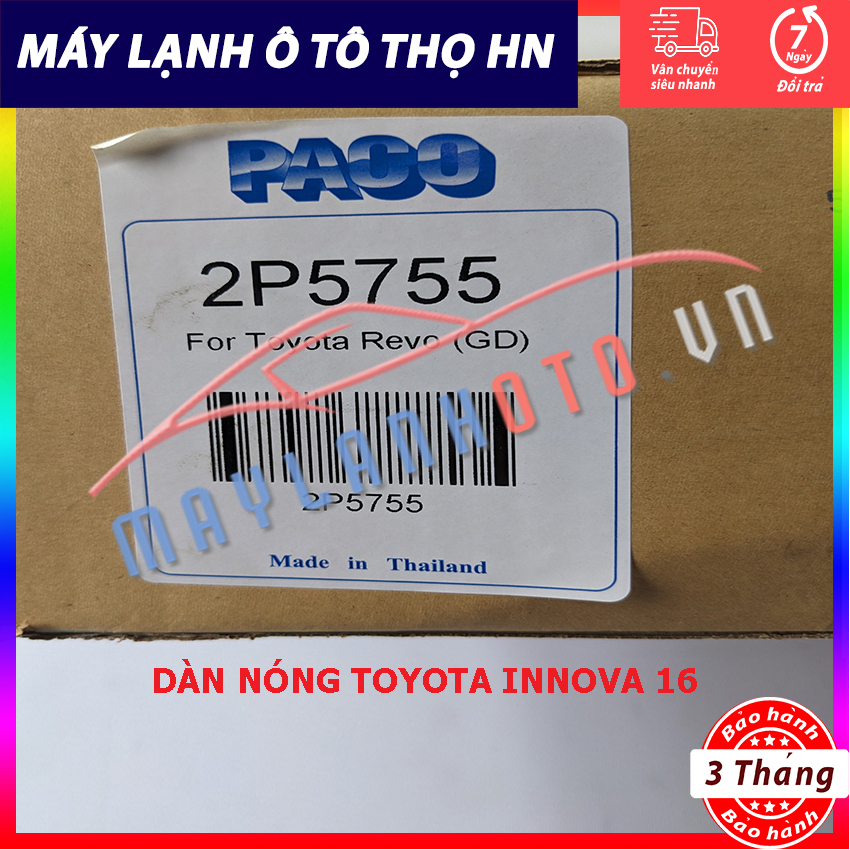 MÁY LẠNH Ô TÔ THỌ HN
Vân chuyển
siêu nhanh
7
Ngày
Đổi trả
PACO
2P5755
For Toyota Revo (GD)
MAYLANHOTO.VN
2P5755
Made in Thailand
DÀN NÓNG TOYOTA INNOVA 16
Bảo hành
3 Tháng
Bảo hành